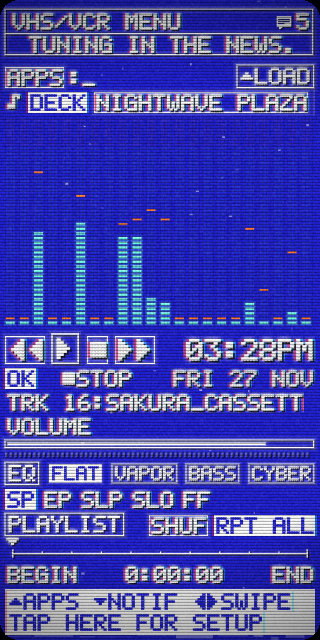 VHS/VCR MENU 5
TUNING IN THE NEWS.
APPS:_ LOAD
DECK NIGHTWAVE PLAZA
03:28PM
OK STOP FRI 27 NOV
TRK 16:SAKURA_CASSETT
VOLUME
EQ FLAT VAPOR BASS CYBER
SP EP SLP SLO FF
PLAYLIST SHUF RPT ALL
BEGIN 0:00:00 END
APPS NOTIF SWIPE
TAP HERE FOR SETUP